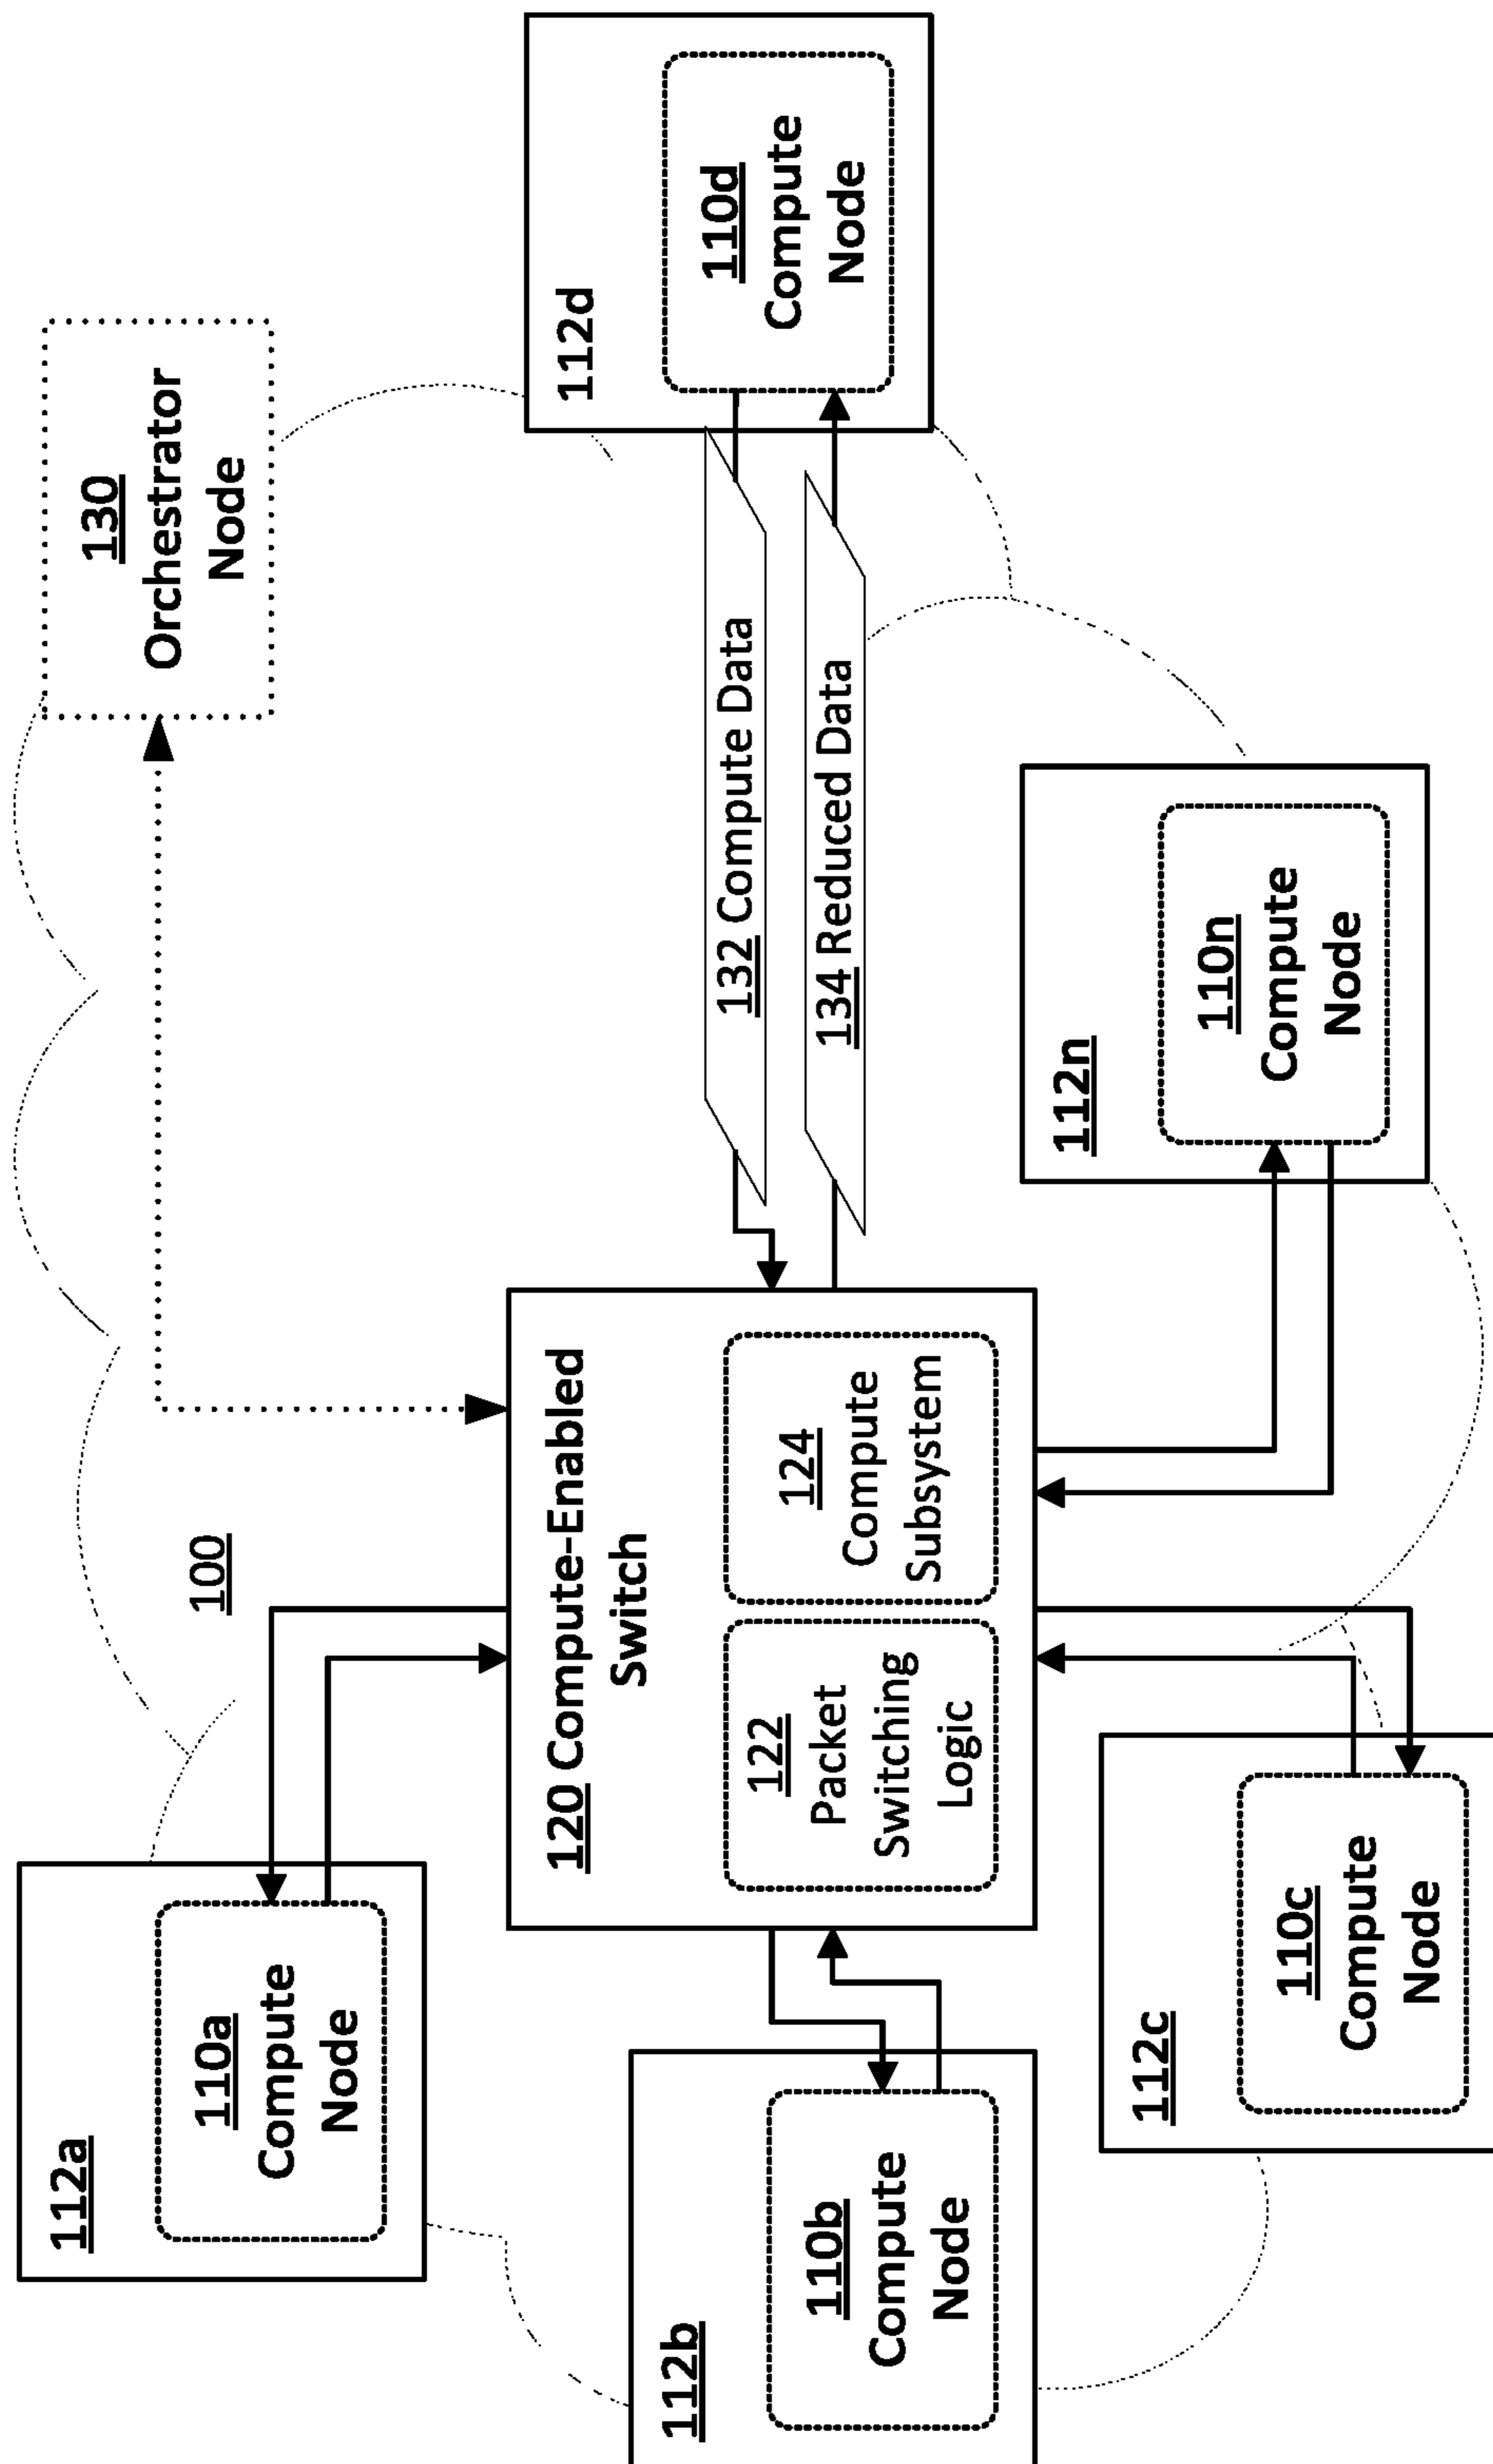 100
130
Orchestrator
Node
112a
110a
Compute
Node
120 Compute-Enabled
Switch
122
Packet
Switching
Logic
124
Compute
Subsystem
132 Compute Data
134 Reduced Data
112d
110d
Compute
Node
112b
110b
Compute
Node
112c
110c
Compute
Node
112n
110n
Compute
Node